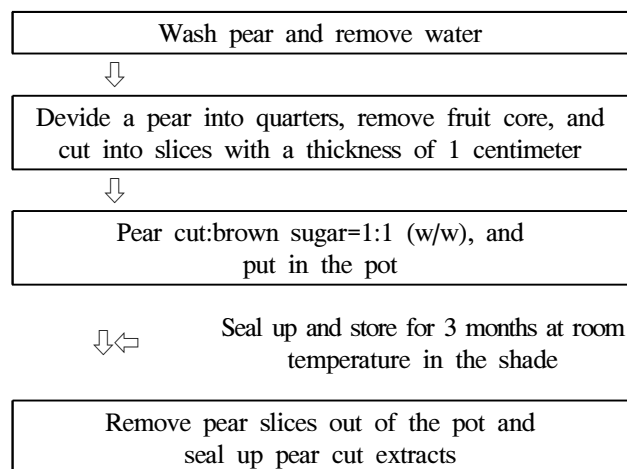 Wash pear and remove water
Devide a pear into quarters, remove fruit core, and
cut into slices with a thickness of 1 centimeter
Pear cut:brown sugar=1:1 (w/w), and
put in the pot
Seal up and store for 3 months at room
temperature in the shade
Remove pear slices out of the pot and
seal up pear cut extracts